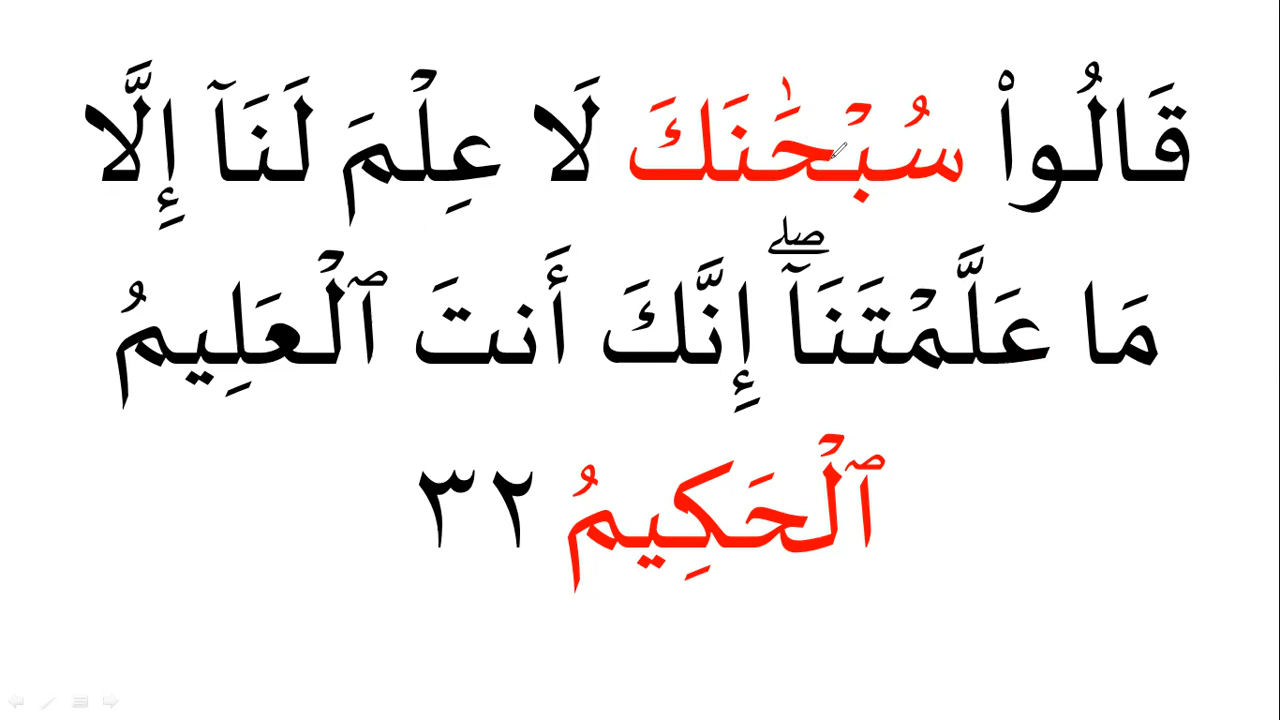 قَالُوا۟ سُبْحَـٰنَكَ لَا عِلْمَ لَنَآ إِلَّا
مَا عَلَّمْتَنَآ ۖ إِنَّكَ أَنتَ ٱلْعَلِيمُ
ٱلْحَكِيمُ ٣٢